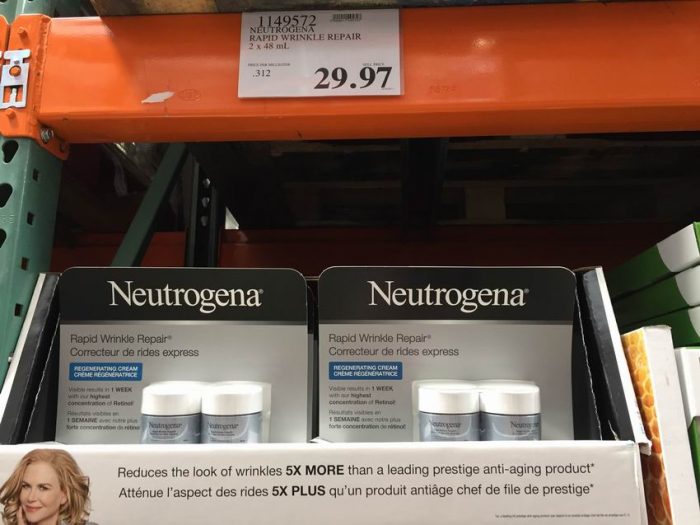 1149572
NEUTROGENA
RAPID WRINKLE REPAIR
2 x 48 mL
.312
29.97
Neutrogena®
Rapid Wrinkle Repair®
Correcteur de rides express
REGENERATING CREAM
CRÈME RÉGÉNÉRATRICE
Visible results in 1 WEEK
with our highest
concentration of Retinol!
Résultats visibles en
1 SEMAINE avec notre plus
forte concentration de rétinol
Neutrogena
Neutrogena
Neutrogena®
Rapid Wrinkle Repair®
Correcteur de rides express
REGENERATING CREAM
CRÈME RÉGÉNÉRATRICE
Visible results in 1 WEEK
with our highest
concentration of Retinol!
Résultats visibles en
1 SEMAINE avec notre plus
forte concentration de rétinol
Neutrogena
Neutrogena
Reduces the look of wrinkles 5X MORE than a leading prestige anti-aging product*
Atténue l'aspect des rides 5X PLUS qu'un produit antiâge chef de file de prestige*